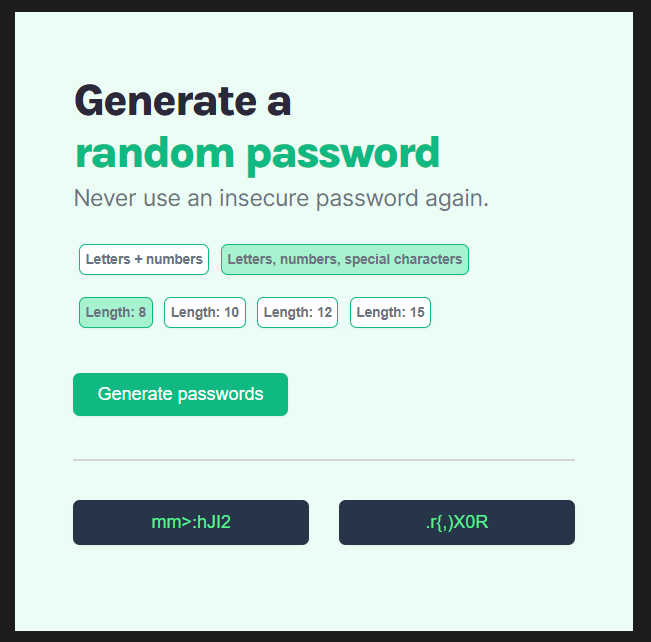 Generate a
random password
Never use an insecure password again.
Letters + numbers
Letters, numbers, special characters
Length: 8
Length: 10
Length: 12
Length: 15
Generate passwords
mm>:hJI2
.r{,)X0R